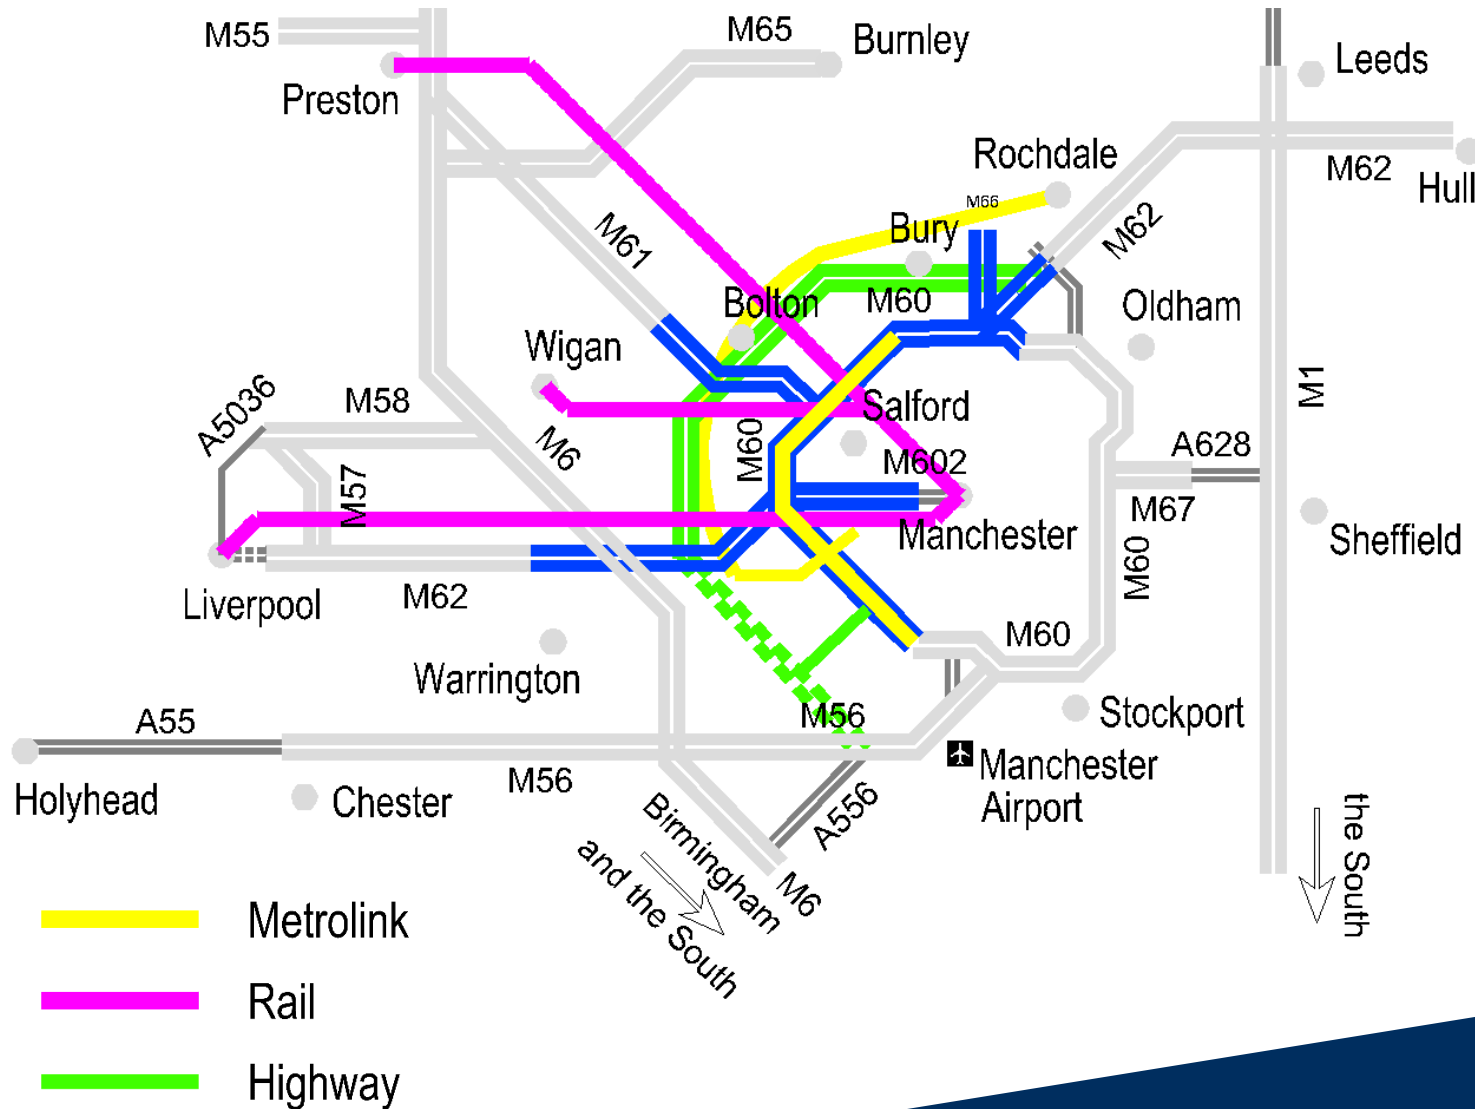 M55
M65
Burnley
Leeds
Preston
Rochdale
M62
Hull
M66
M61
Bury
M62
Bolton
M60
Oldham
Wigan
M1
A5036
M58
M6
Salford
M60
M602
A628
M57
M67
Manchester
Sheffield
Liverpool
M62
M60
M60
Warrington
A55
M56
Stockport
M56
Manchester
Airport
Holyhead
Chester
A556
Birmingham
and the South
M6
the South
Metrolink
Rail
Highway